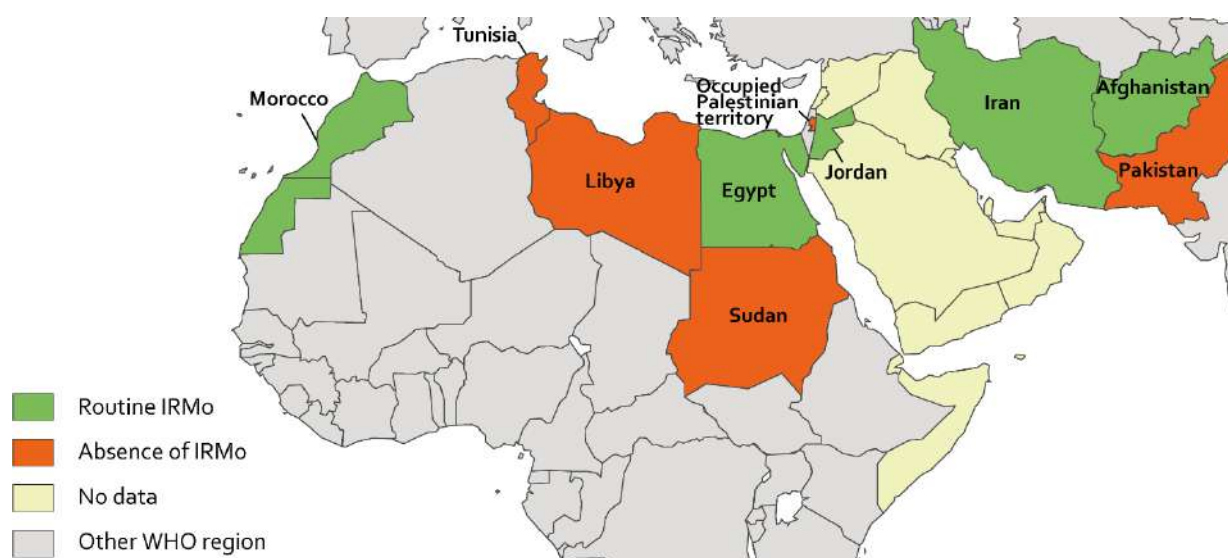 Tunisia
Morocco
Occupied
Palestinian
territory
Iran
Afghanistan
Libya
Egypt
Jordan
Pakistan
Sudan
Routine IRMo
Absence of IRMo
No data
Other WHO region